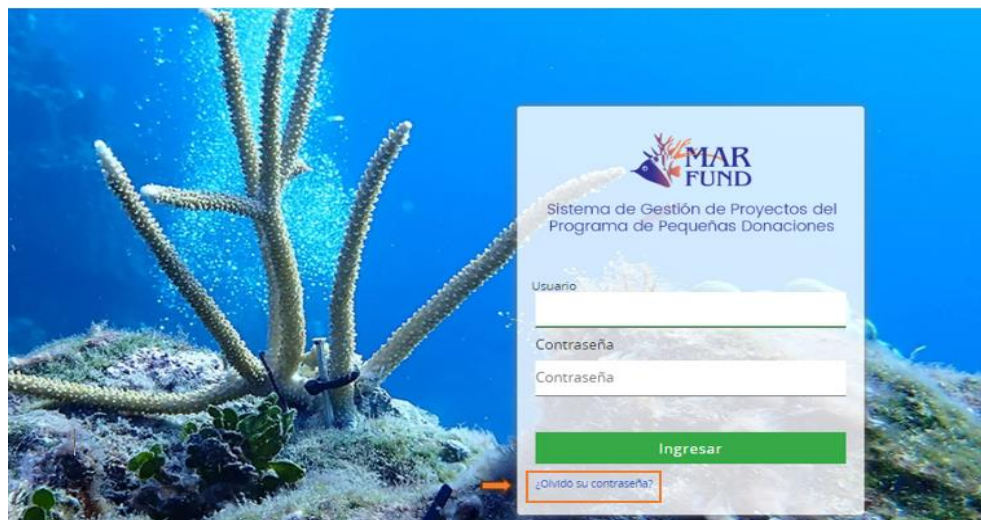 MAR
FUND
Sistema de Gestión de Proyectos del
Programa de Pequeñas Donaciones
Usuario
Contraseña
Contraseña
Ingresar
¿Olvidó su contraseña?